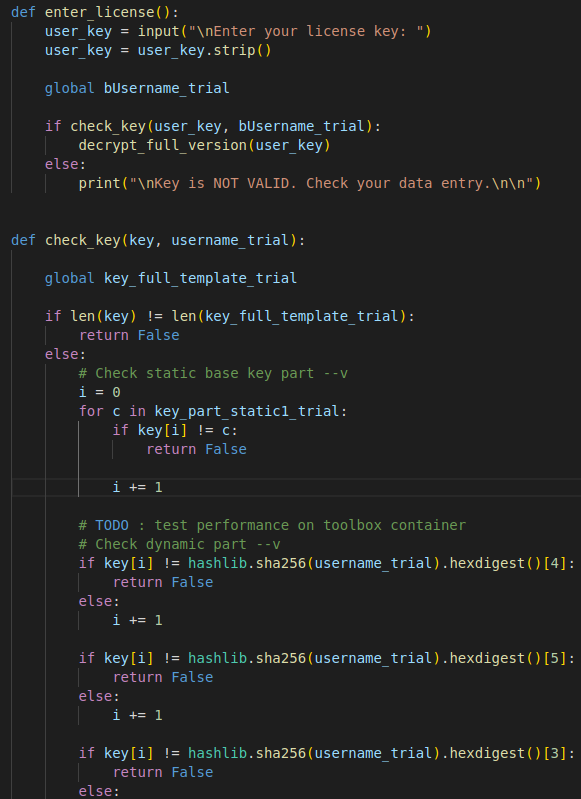 def enter_license():
    user_key = input("\nEnter your license key: ")
    user_key = user_key.strip()

    global bUsername_trial

    if check_key(user_key, bUsername_trial):
        decrypt_full_version(user_key)
    else:
        print("\nKey is NOT VALID. Check your data entry.\n\n")


def check_key(key, username_trial):

    global key_full_template_trial

    if len(key) != len(key_full_template_trial):
        return False
    else:
        # Check static base key part --v
        i = 0
        for c in key_part_static1_trial:
            if key[i] != c:
                return False

            i += 1

        # TODO : test performance on toolbox container
        # Check dynamic part --v
        if key[i] != hashlib.sha256(username_trial).hexdigest()[4]:
            return False
        else:
            i += 1

        if key[i] != hashlib.sha256(username_trial).hexdigest()[5]:
            return False
        else:
            i += 1

        if key[i] != hashlib.sha256(username_trial).hexdigest()[3]:
            return False
        else: